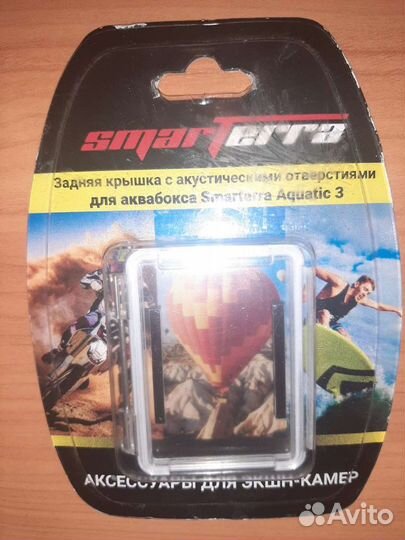 smarTerra
Задняя крышка с акустическими отверстиями
для аквабокса Smarterra Aquatic 3
АКСЕССУАРЫ ДЛЯ ЭКШН-КАМЕР
Avito